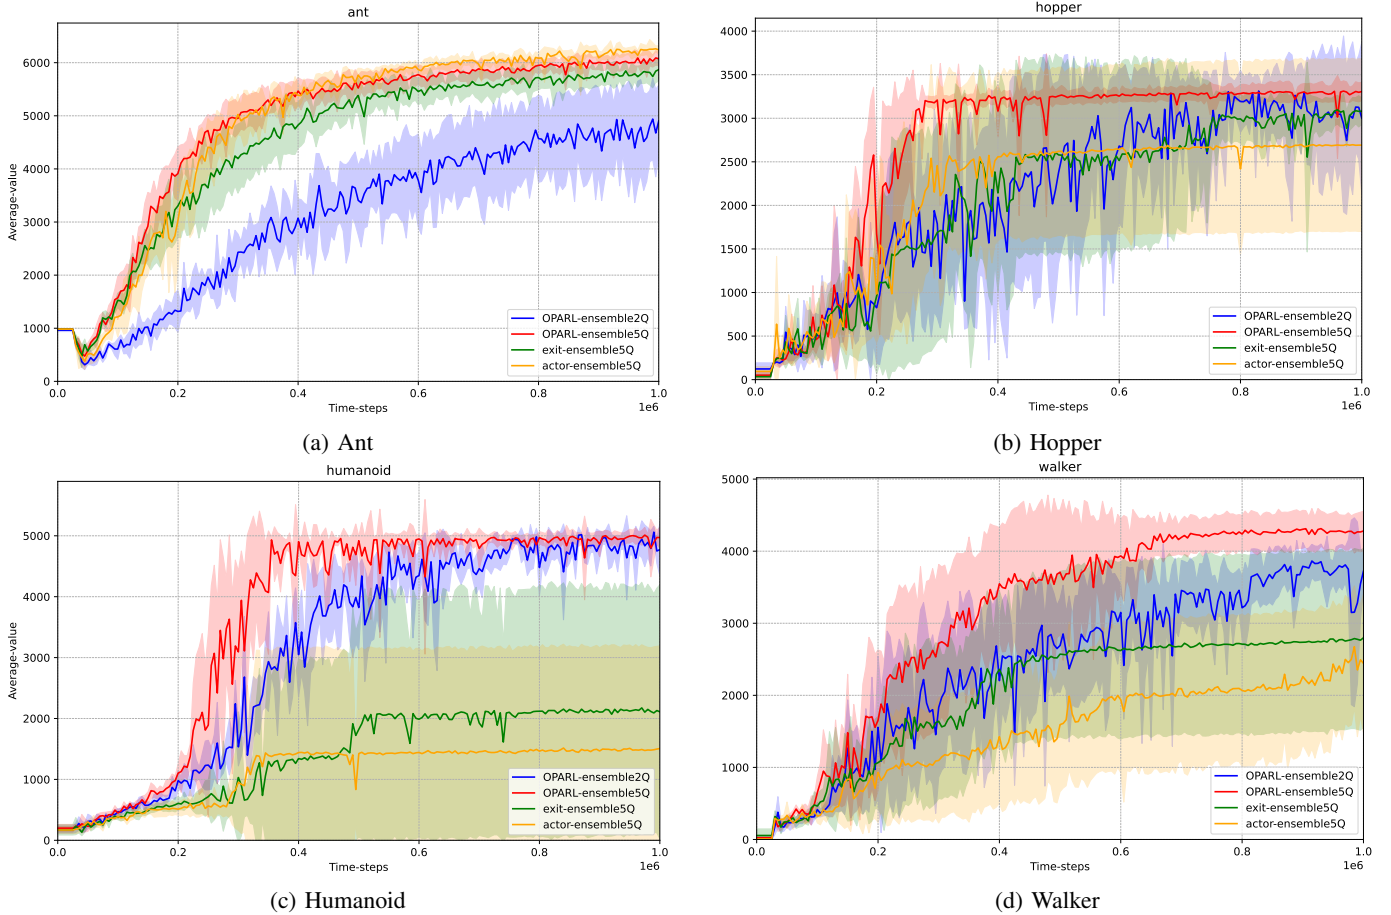 ant
Average-value
6000
5000
4000
3000
2000
1000
0
0.0 0.2 0.4 0.6 0.8 1.0
Time-steps
1e6
OPARL-ensemble2Q
OPARL-ensemble5Q
exit-ensemble5Q
actor-ensemble5Q
(a) Ant
hopper
4000
3500
3000
2500
2000
1500
1000
500
0
0.0 0.2 0.4 0.6 0.8 1.0
Time-steps
1e6
OPARL-ensemble2Q
OPARL-ensemble5Q
exit-ensemble5Q
actor-ensemble5Q
(b) Hopper
humanoid
Average-value
5000
4000
3000
2000
1000
0
0.0 0.2 0.4 0.6 0.8 1.0
Time-steps
1e6
OPARL-ensemble2Q
OPARL-ensemble5Q
exit-ensemble5Q
actor-ensemble5Q
(c) Humanoid
walker
5000
4000
3000
2000
1000
0
0.0 0.2 0.4 0.6 0.8 1.0
Time-steps
1e6
OPARL-ensemble2Q
OPARL-ensemble5Q
exit-ensemble5Q
actor-ensemble5Q
(d) Walker